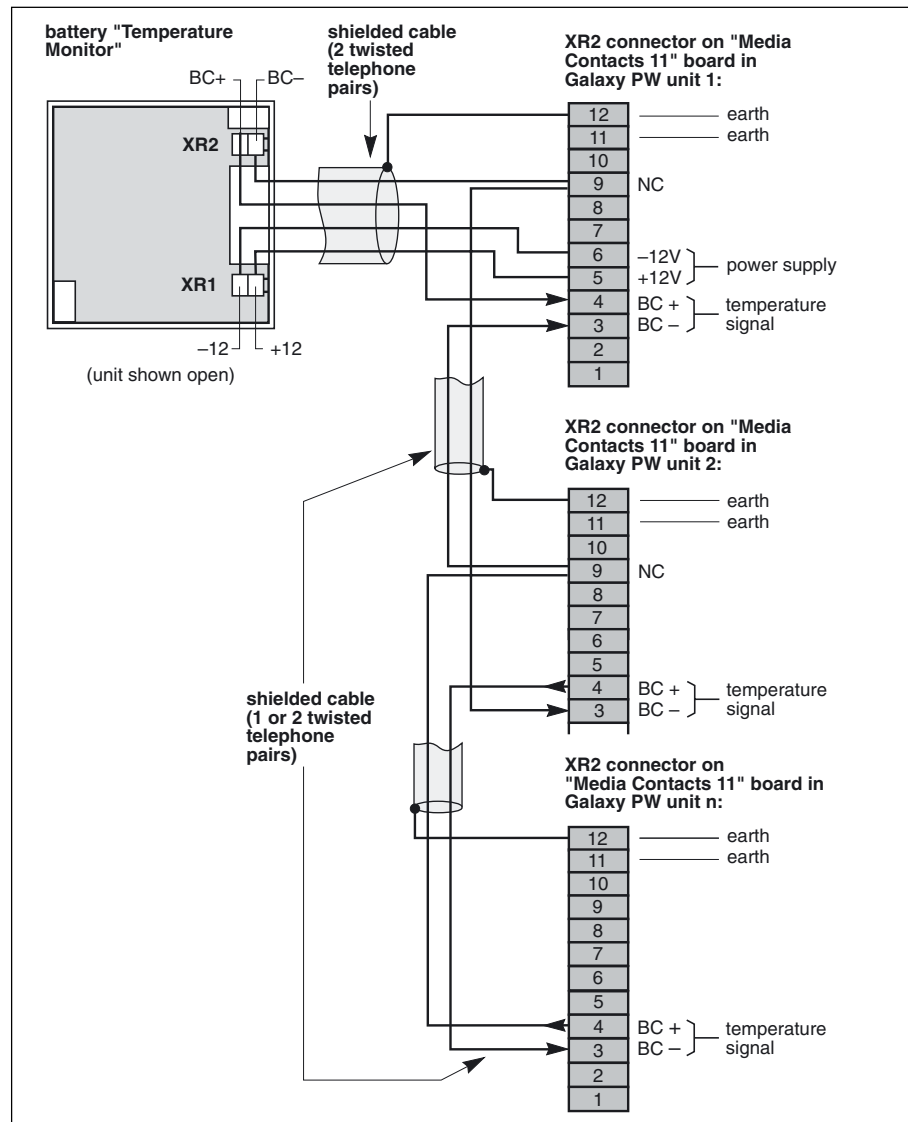 battery "Temperature
Monitor"
BC+
BC–
XR2
XR1
–12
+12
(unit shown open)
shielded cable
(2 twisted
telephone
pairs)
XR2 connector on "Media
Contacts 11" board in
Galaxy PW unit 1:
12 earth
11 earth
10
9 NC
8
7
6 –12V
5 +12V
power supply
4 BC +
3 BC –
temperature
signal
2
1
XR2 connector on "Media
Contacts 11" board in
Galaxy PW unit 2:
12 earth
11 earth
10
9 NC
8
7
6
5
4 BC +
3 BC –
temperature
signal
shielded cable
(1 or 2 twisted
telephone
pairs)
XR2 connector on
"Media Contacts 11" board in
Galaxy PW unit n:
12 earth
11 earth
10
9
8
7
6
5
4 BC +
3 BC –
temperature
signal
2
1